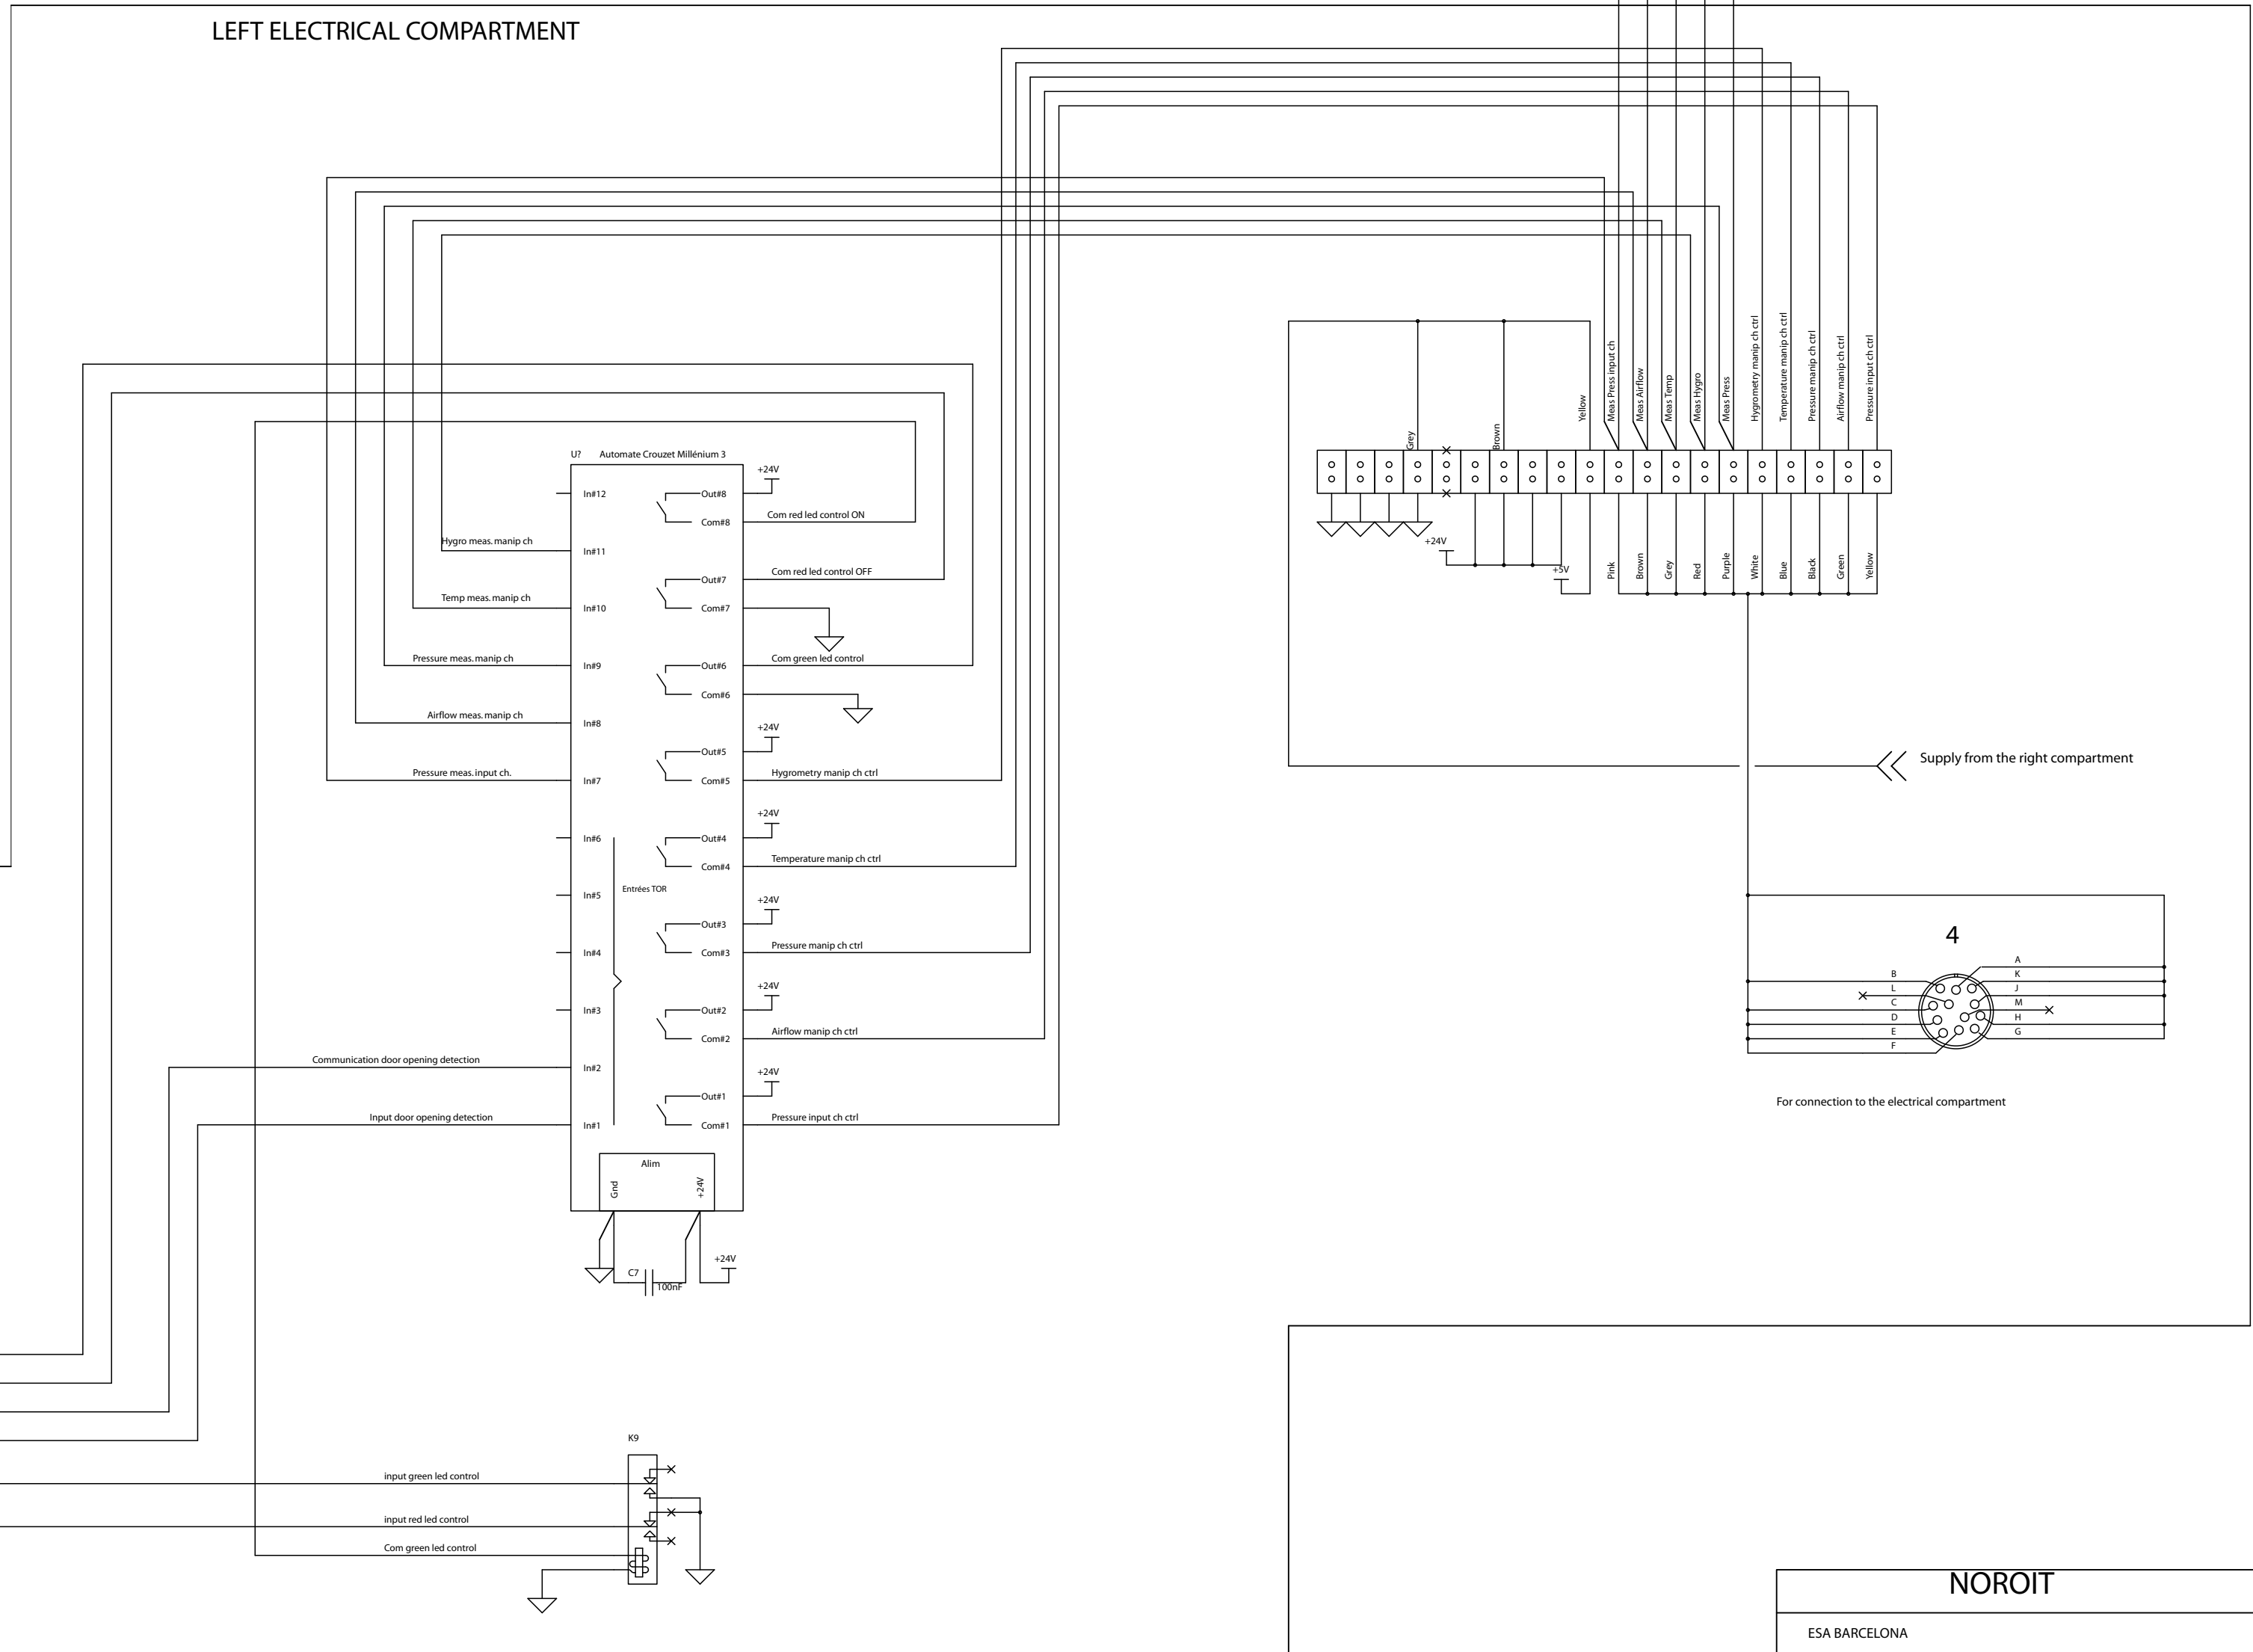 LEFT ELECTRICAL COMPARTMENT
U? Automate Crouzet Millénium 3
In#12
In#11
In#10
In#9
In#8
In#7
In#6
In#5
In#4
In#3
In#2
In#1
Entrées TOR
Hygro meas. manip ch
Temp meas. manip ch
Pressure meas. manip ch
Airflow meas. manip ch
Pressure meas. input ch.
Communication door opening detection
Input door opening detection
Out#8
+24V
Com#8
Com red led control ON
Out#7
Com red led control OFF
Com#7
Out#6
Com green led control
Com#6
Out#5
+24V
Com#5
Hygrometry manip ch ctrl
Out#4
+24V
Com#4
Temperature manip ch ctrl
Out#3
+24V
Com#3
Pressure manip ch ctrl
Out#2
+24V
Com#2
Airflow manip ch ctrl
Out#1
+24V
Com#1
Pressure input ch ctrl
Alim
Gnd
+24V
C7
100nF
+24V
K9
input green led control
input red led control
Com green led control
Grey
Brown
Yellow
Meas Press input ch
Meas Airflow
Meas Temp
Meas Hygro
Meas Press
Hygrometry manip ch ctrl
Temperature manip ch ctrl
Pressure manip ch ctrl
Airflow manip ch ctrl
Pressure input ch ctrl
+24V
+5V
Pink
Brown
Grey
Red
Purple
White
Blue
Black
Green
Yellow
Supply from the right compartment
4
B
L
C
D
E
F
A
K
J
M
H
G
For connection to the electrical compartment
NOROIT
ESA BARCELONA